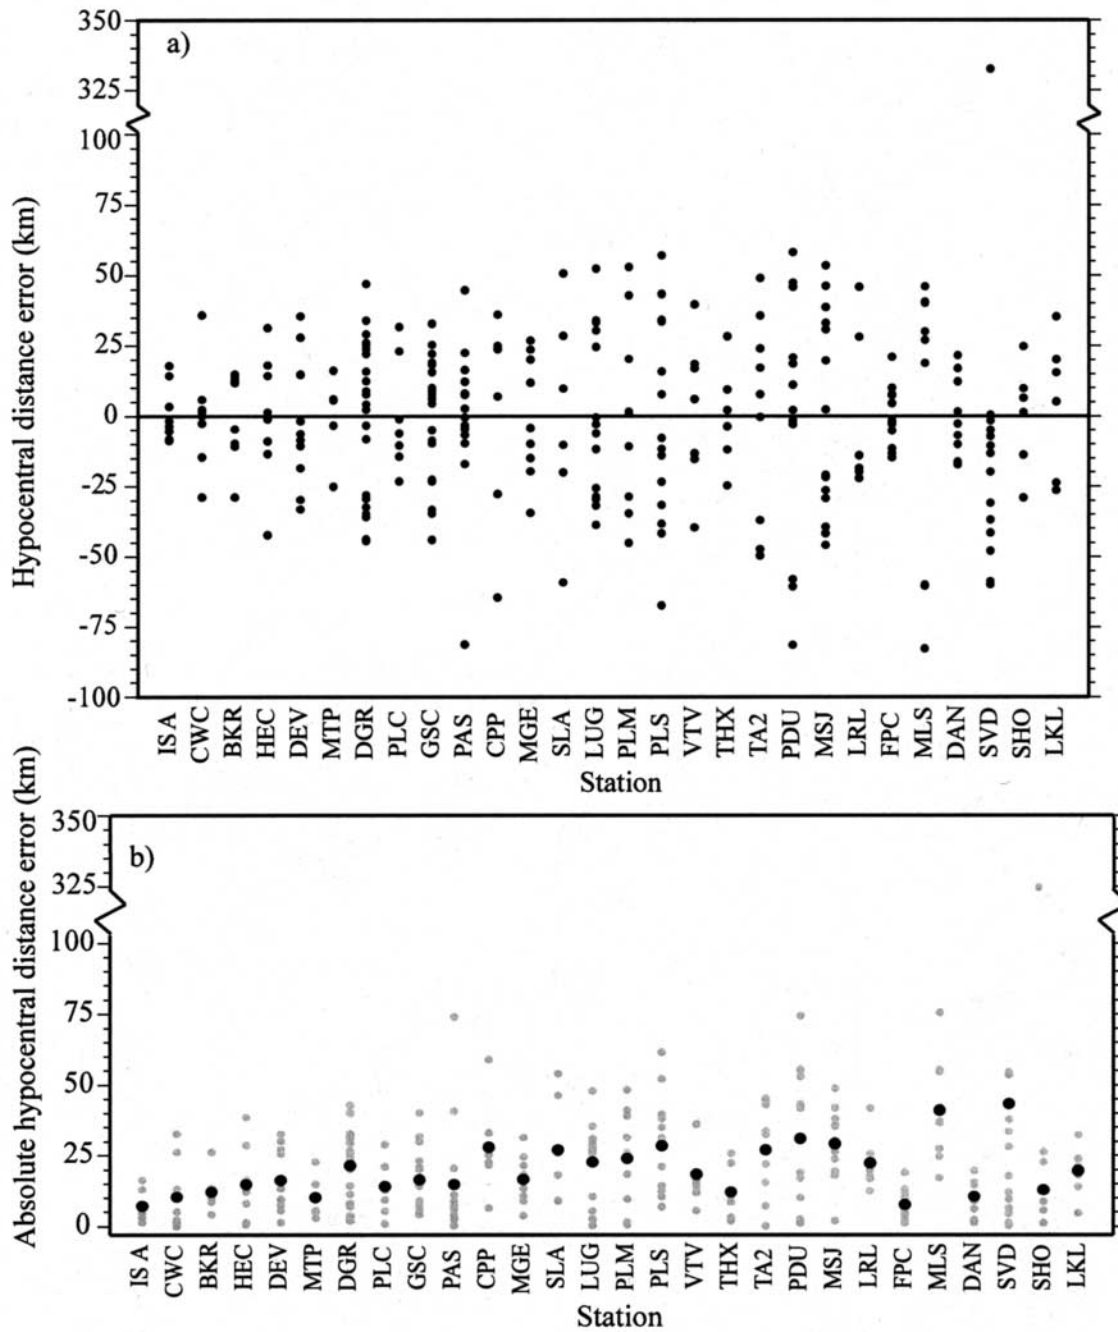 a)
Hypocentral distance error (km)
350
325
100
75
50
25
0
-25
-50
-75
-100
IS A CWC BKR HEC DEV MTP DGR PLC GSC PAS CPP MGE SLA LUG PLM PLS VTV THX TA2 PDU MSJ LRL FPC MLS DAN SVD SHO LKL
Station
b)
Absolute hypocentral distance error (km)
350
325
100
75
50
25
0
IS A CWC BKR HEC DEV MTP DGR PLC GSC PAS CPP MGE SLA LUG PLM PLS VTV THX TA2 PDU MSJ LRL FPC MLS DAN SVD SHO LKL
Station